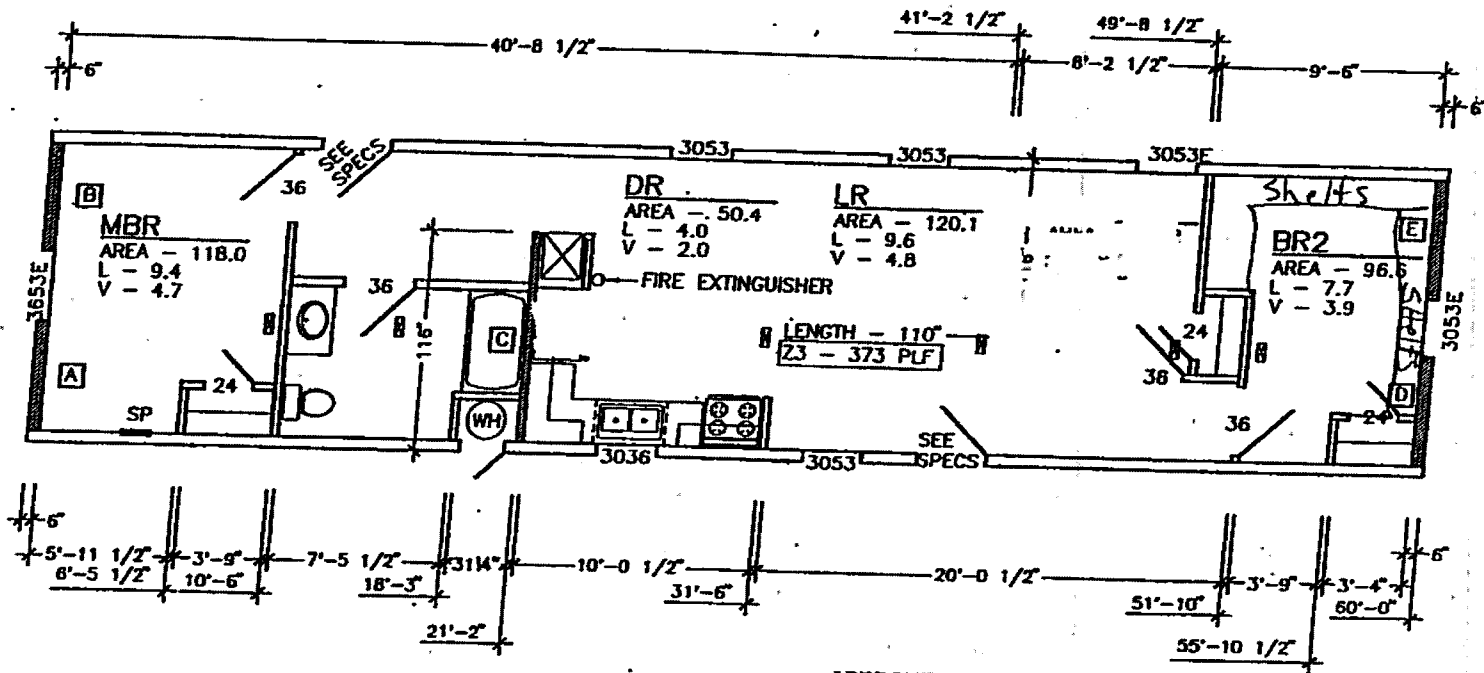 41'-2 1/2"
49'-8 1/2"
40'-8 1/2"
8'-2 1/2"
9'-6"
6"
6"
SEE SPECS
3053
3053
3053E
36
B
MBR
AREA - 118.0
L - 9.4
V - 4.7
DR
AREA -. 50.4
L - 4.0
V - 2.0
LR
AREA - 120.1
L - 9.6
V - 4.8
Shelfs
E
BR2
AREA - 96.6
L - 7.7
V - 3.9
Shelfs
3653E
3053E
36
FIRE EXTINGUISHER
116"
C
LENGTH - 110"
Z3 - 373 PLF
24
36
A
24
D
SP
WH
24
36
SEE SPECS
3036
3053
6"
5'-11 1/2"
3'-9"
7'-5 1/2"
10'-0 1/2"
20'-0 1/2"
3'-9"
3'-4"
6"
6'-5 1/2"
10'-6"
18'-3"
31'-6"
51'-10"
60'-0"
21'-2"
55'-10 1/2"